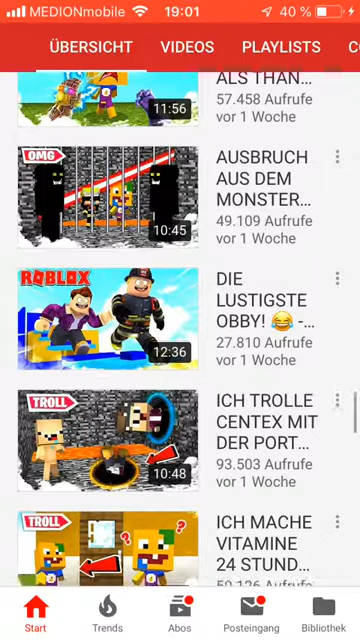 MEDIONmobile 19:01 40 %
ÜBERSICHT VIDEOS PLAYLISTS
ALS THAN...
57.458 Aufrufe
vor 1 Woche
11:56
OMG
10:45
AUSBRUCH
AUS DEM
MONSTER...
49.109 Aufrufe
vor 1 Woche
ROBLOX
12:36
DIE
LUSTIGSTE
OBBY! 😂 -...
27.810 Aufrufe
vor 1 Woche
TROLL
10:48
ICH TROLLE
CENTEX MIT
DER PORT...
93.503 Aufrufe
vor 1 Woche
TROLL
? ?
ICH MACHE
VITAMINE
24 STUND...
Start Trends Abos Posteingang Bibliothek